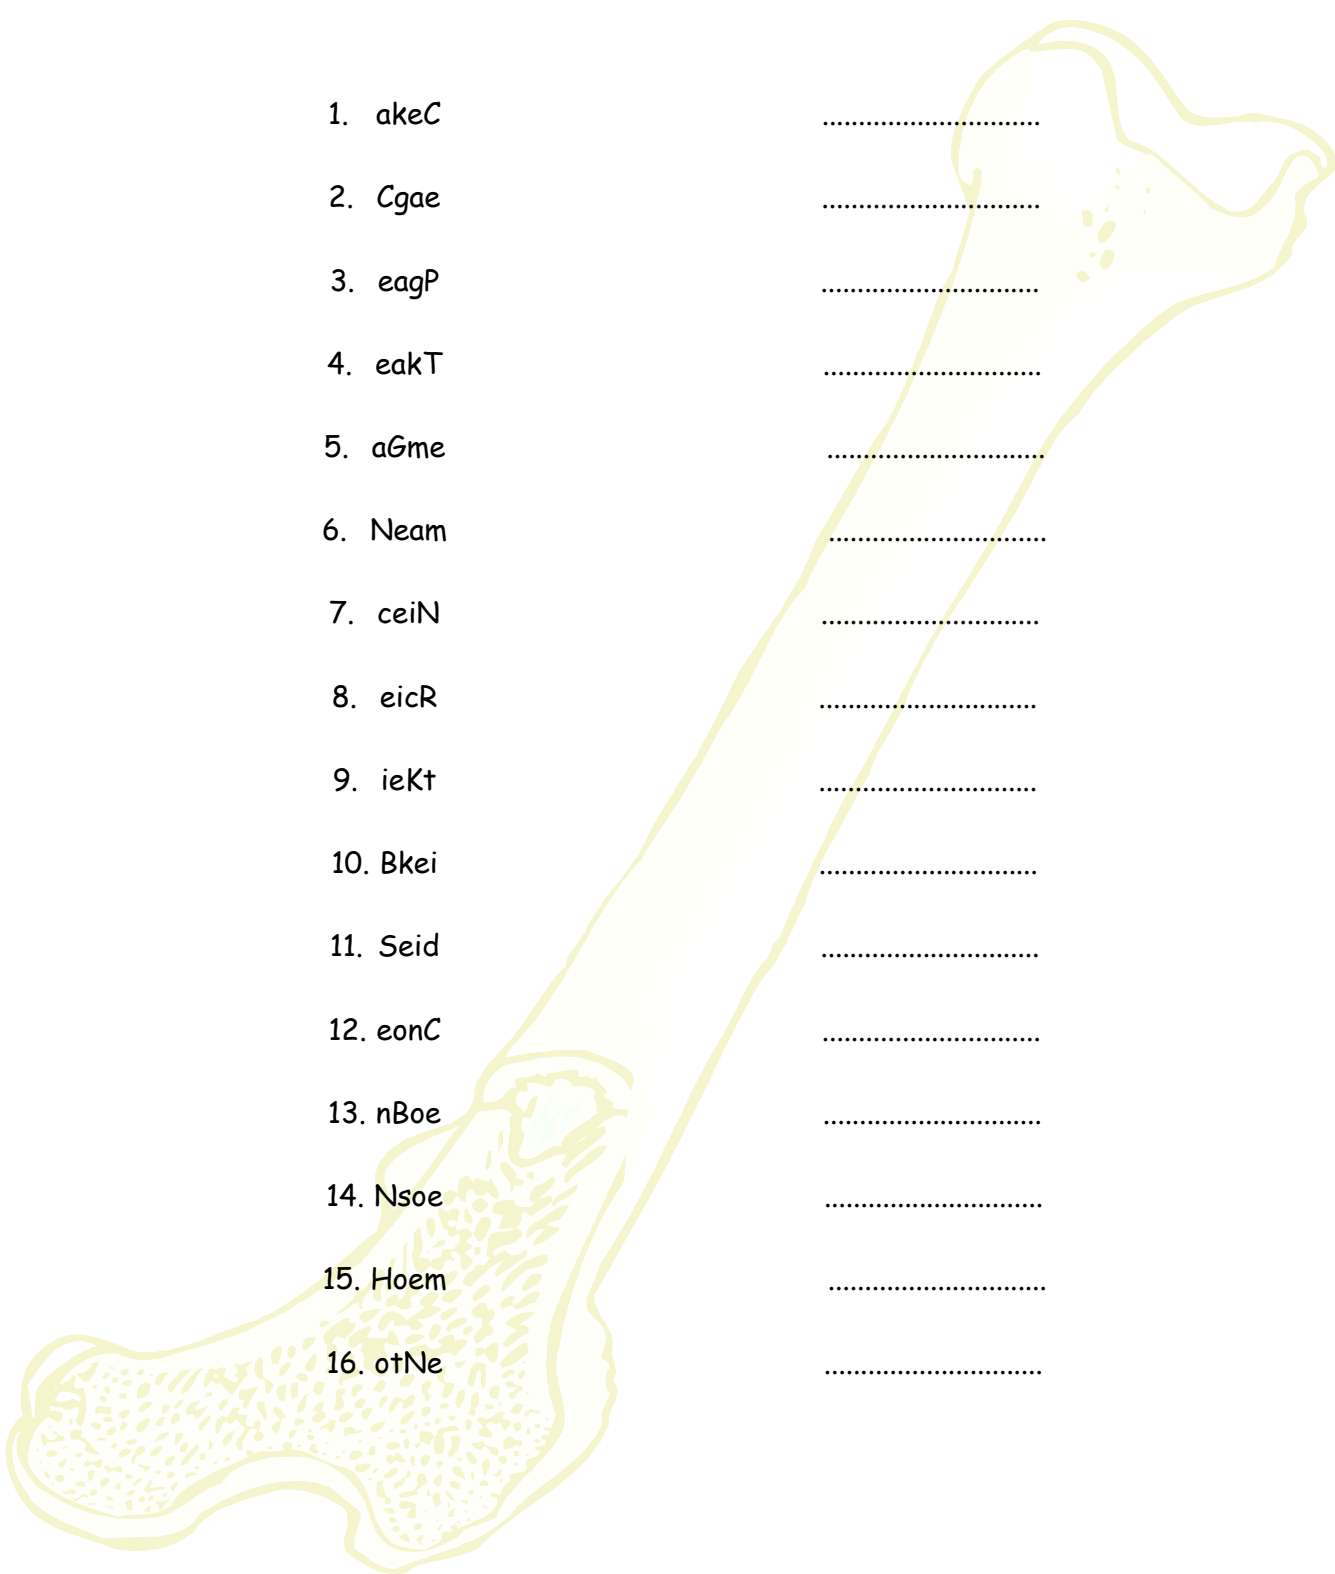 1. akeC ..............................
2. Cgae ..............................
3. eagP ..............................
4. eakT ..............................
5. aGme ..............................
6. Neam ..............................
7. ceiN ..............................
8. eicR ..............................
9. ieKt ..............................
10. Bkei ..............................
11. Seid ..............................
12. eonC ..............................
13. nBoe ..............................
14. Nsoe ..............................
15. Hoem ..............................
16. otNe ..............................